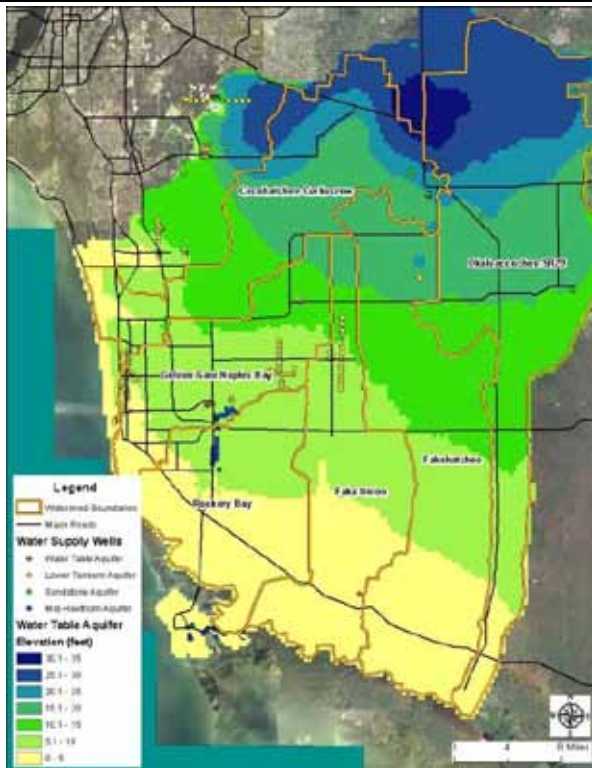 Cocohatchee-Corkscrew
Okaloacoochee-SR29
Golden Gate Naples Bay
Fakahatchee
Faka Union
Rookery Bay
Legend
Watershed Boundaries
Main Roads
Water Supply Wells
Water Table Aquifer
Lower Tamiami Aquifer
Sandstone Aquifer
Mid-Hawthorn Aquifer
Water Table Aquifer
Elevation (feet)
30.1 - 35
25.1 - 30
20.1 - 25
15.1 - 20
10.1 - 15
5.1 - 10
0 - 5
4
8 Miles